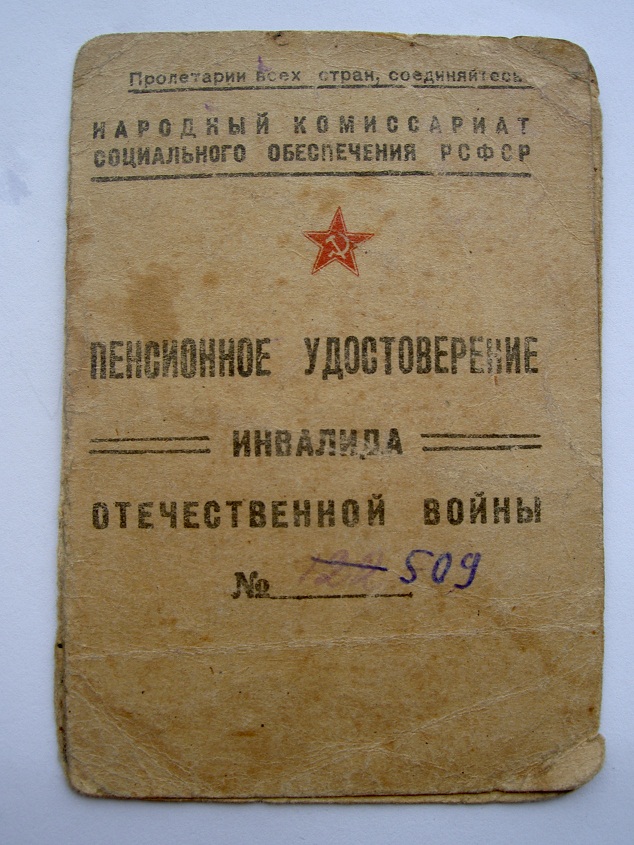 Пролетарии всех стран, соединяйтесь
НАРОДНЫЙ КОМИССАРИАТ
СОЦИАЛЬНОГО ОБЕСПЕЧЕНИЯ РСФСР
ПЕНСИОННОЕ УДОСТОВЕРЕНИЕ
ИНВАЛИДА
ОТЕЧЕСТВЕННОЙ ВОЙНЫ
№ 509